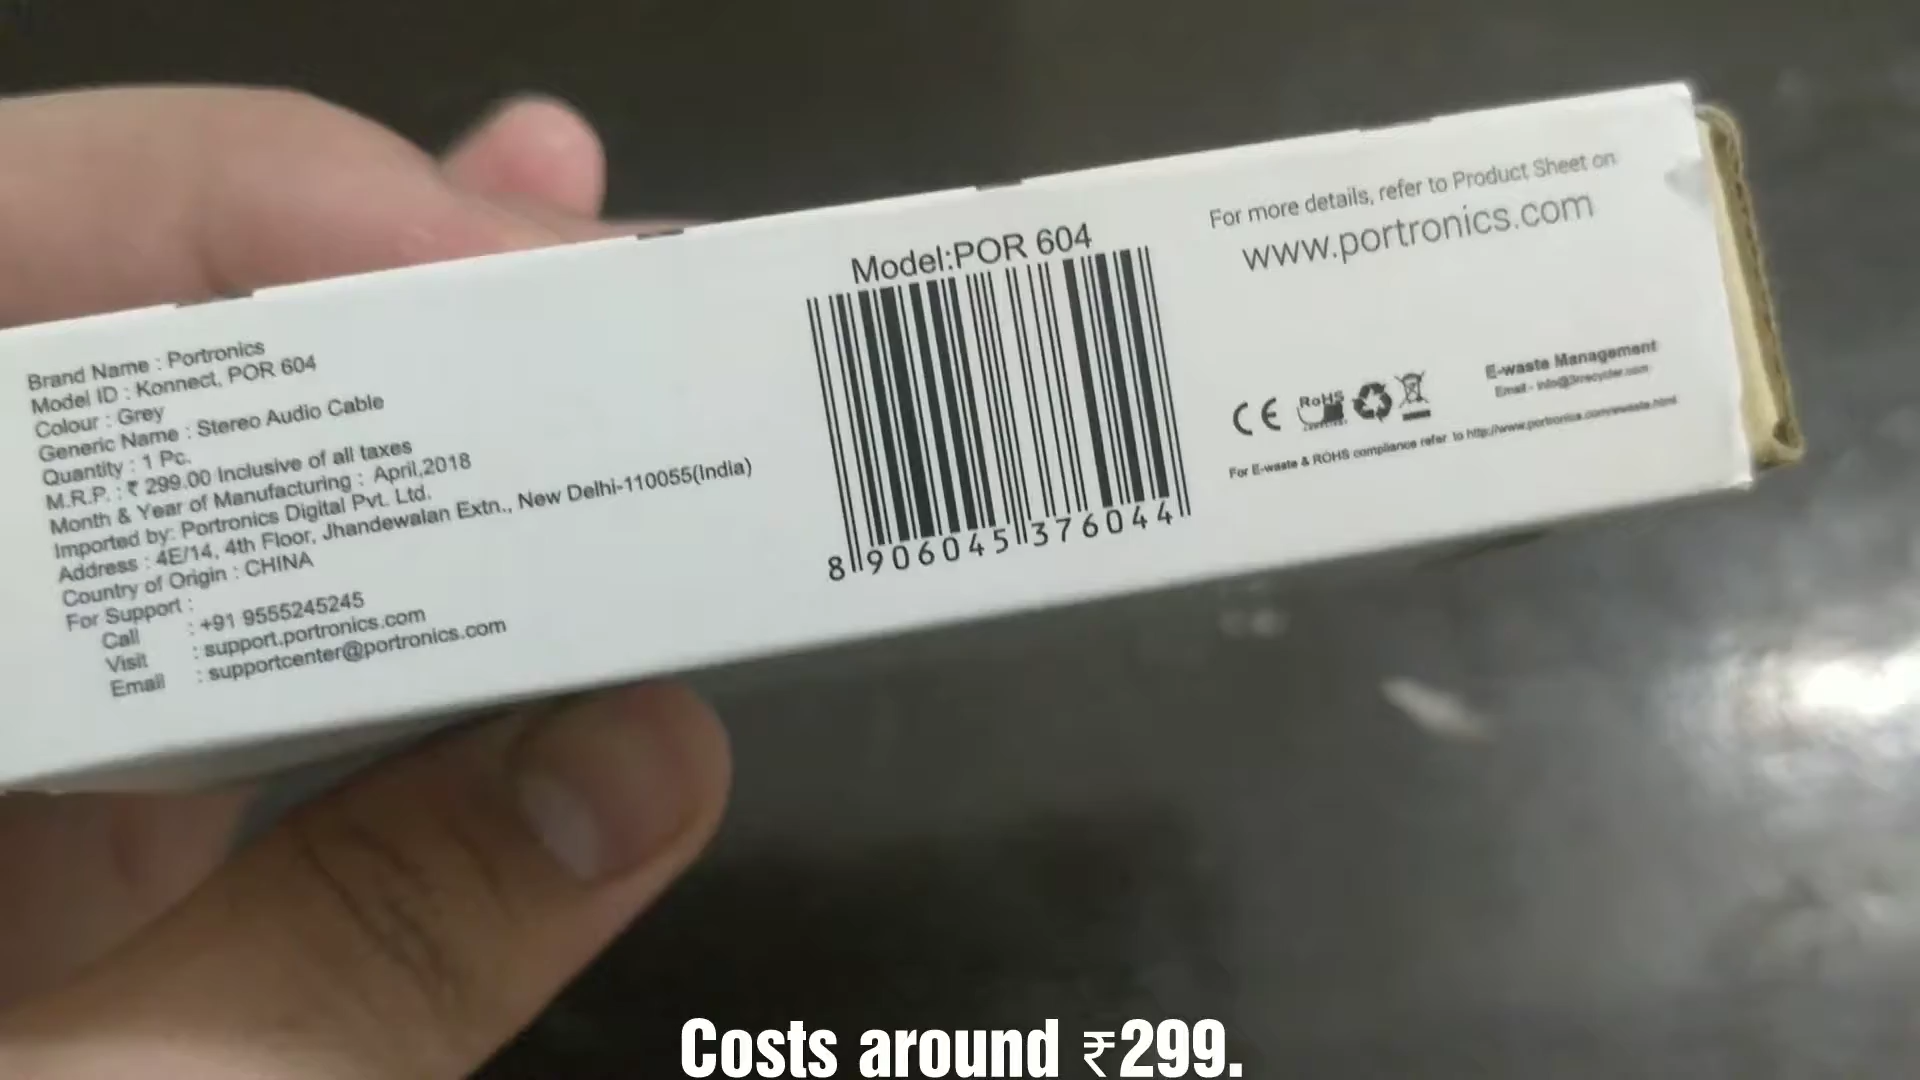 Brand Name : Portronics
Model ID : Konnect, POR 604
Colour : Grey
Generic Name : Stereo Audio Cable
Quantity : 1 Pc.
M.R.P. : ₹ 299.00 Inclusive of all taxes
Month & Year of Manufacturing : April,2018
Imported by: Portronics Digital Pvt. Ltd.
Address : 4E/14, 4th Floor, Jhandewalan Extn., New Delhi-110055(India)
Country of Origin : CHINA
For Support :
Call : +91 9555245245
Visit : support.portronics.com
Email : supportcenter@portronics.com
Model:POR 604
8 906045 376044
For more details, refer to Product Sheet on
www.portronics.com
CE RoHS
E-waste Management
Email - info@3rrecycler.com
For E-waste & ROHS compliance refer to http://www.portronics.com/ewaste.html
Costs around ₹299.